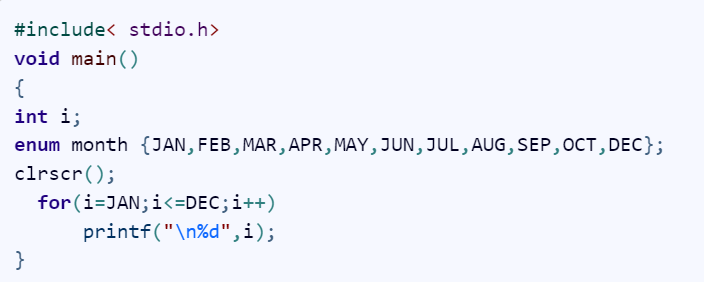 #include< stdio.h>
void main()
{
int i;
enum month {JAN,FEB,MAR,APR,MAY,JUN,JUL,AUG,SEP,OCT,DEC};
clrscr();
  for(i=JAN;i<=DEC;i++)
      printf("\n%d",i);
}